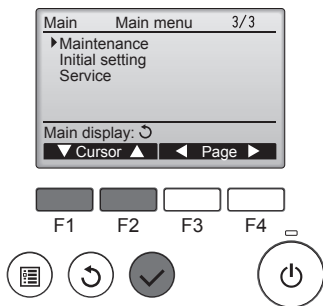 Main Main menu 3/3
Maintenance
Initial setting
Service
Main display:
Cursor Page
F1 F2 F3 F4